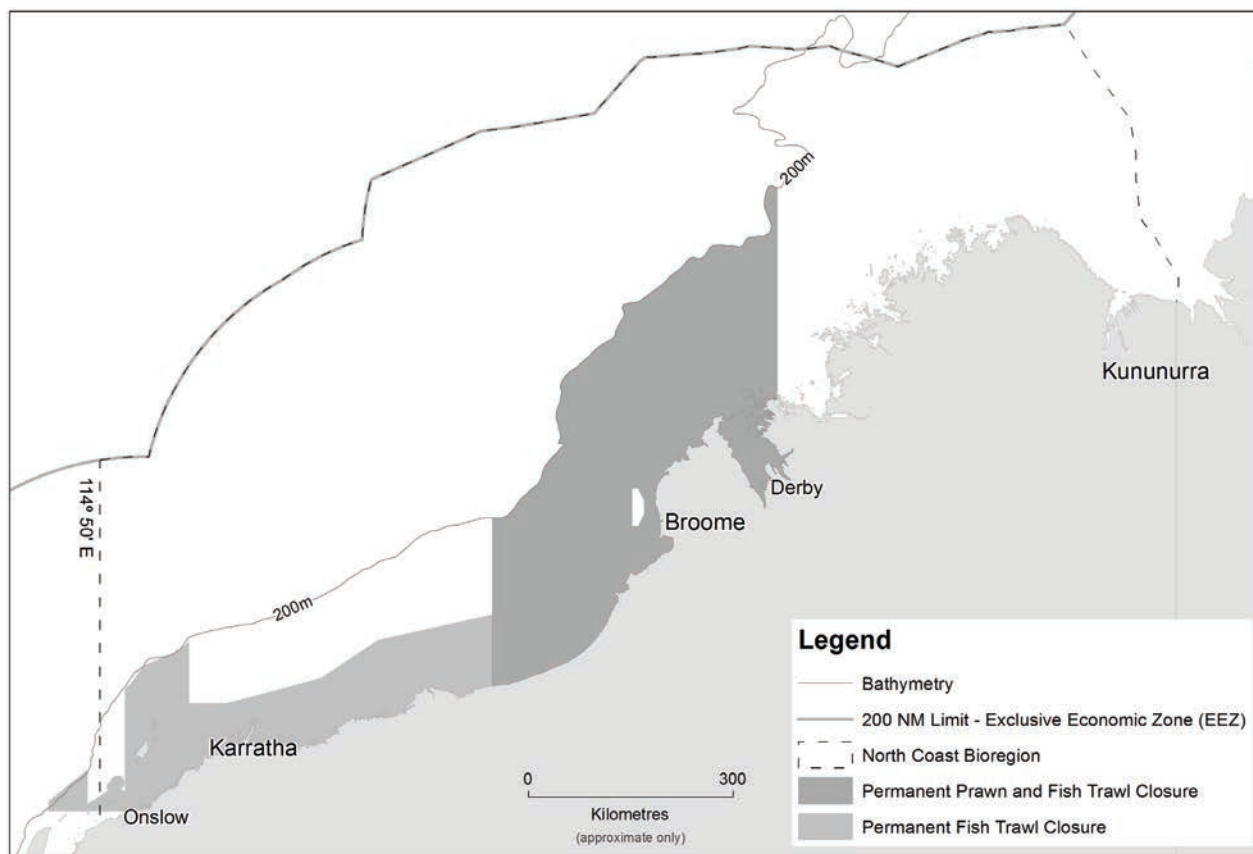 200m
Kununurra
114° 50' E
Derby
Broome
200m
Karratha
Onslow
0 300
Kilometres
(approximate only)
Legend
Bathymetry
200 NM Limit - Exclusive Economic Zone (EEZ)
North Coast Bioregion
Permanent Prawn and Fish Trawl Closure
Permanent Fish Trawl Closure